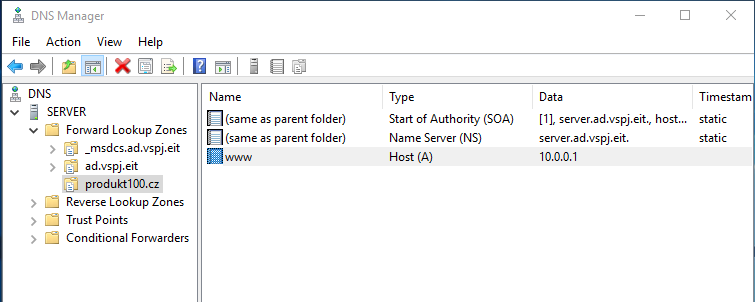 DNS Manager
File Action View Help
DNS
SERVER
Forward Lookup Zones
_msdcs.ad.vspj.eit
ad.vspj.eit
produkt100.cz
Reverse Lookup Zones
Trust Points
Conditional Forwarders
Name Type Data Timestam
(same as parent folder) Start of Authority (SOA) [1], server.ad.vspj.eit., host... static
(same as parent folder) Name Server (NS) server.ad.vspj.eit. static
www Host (A) 10.0.0.1